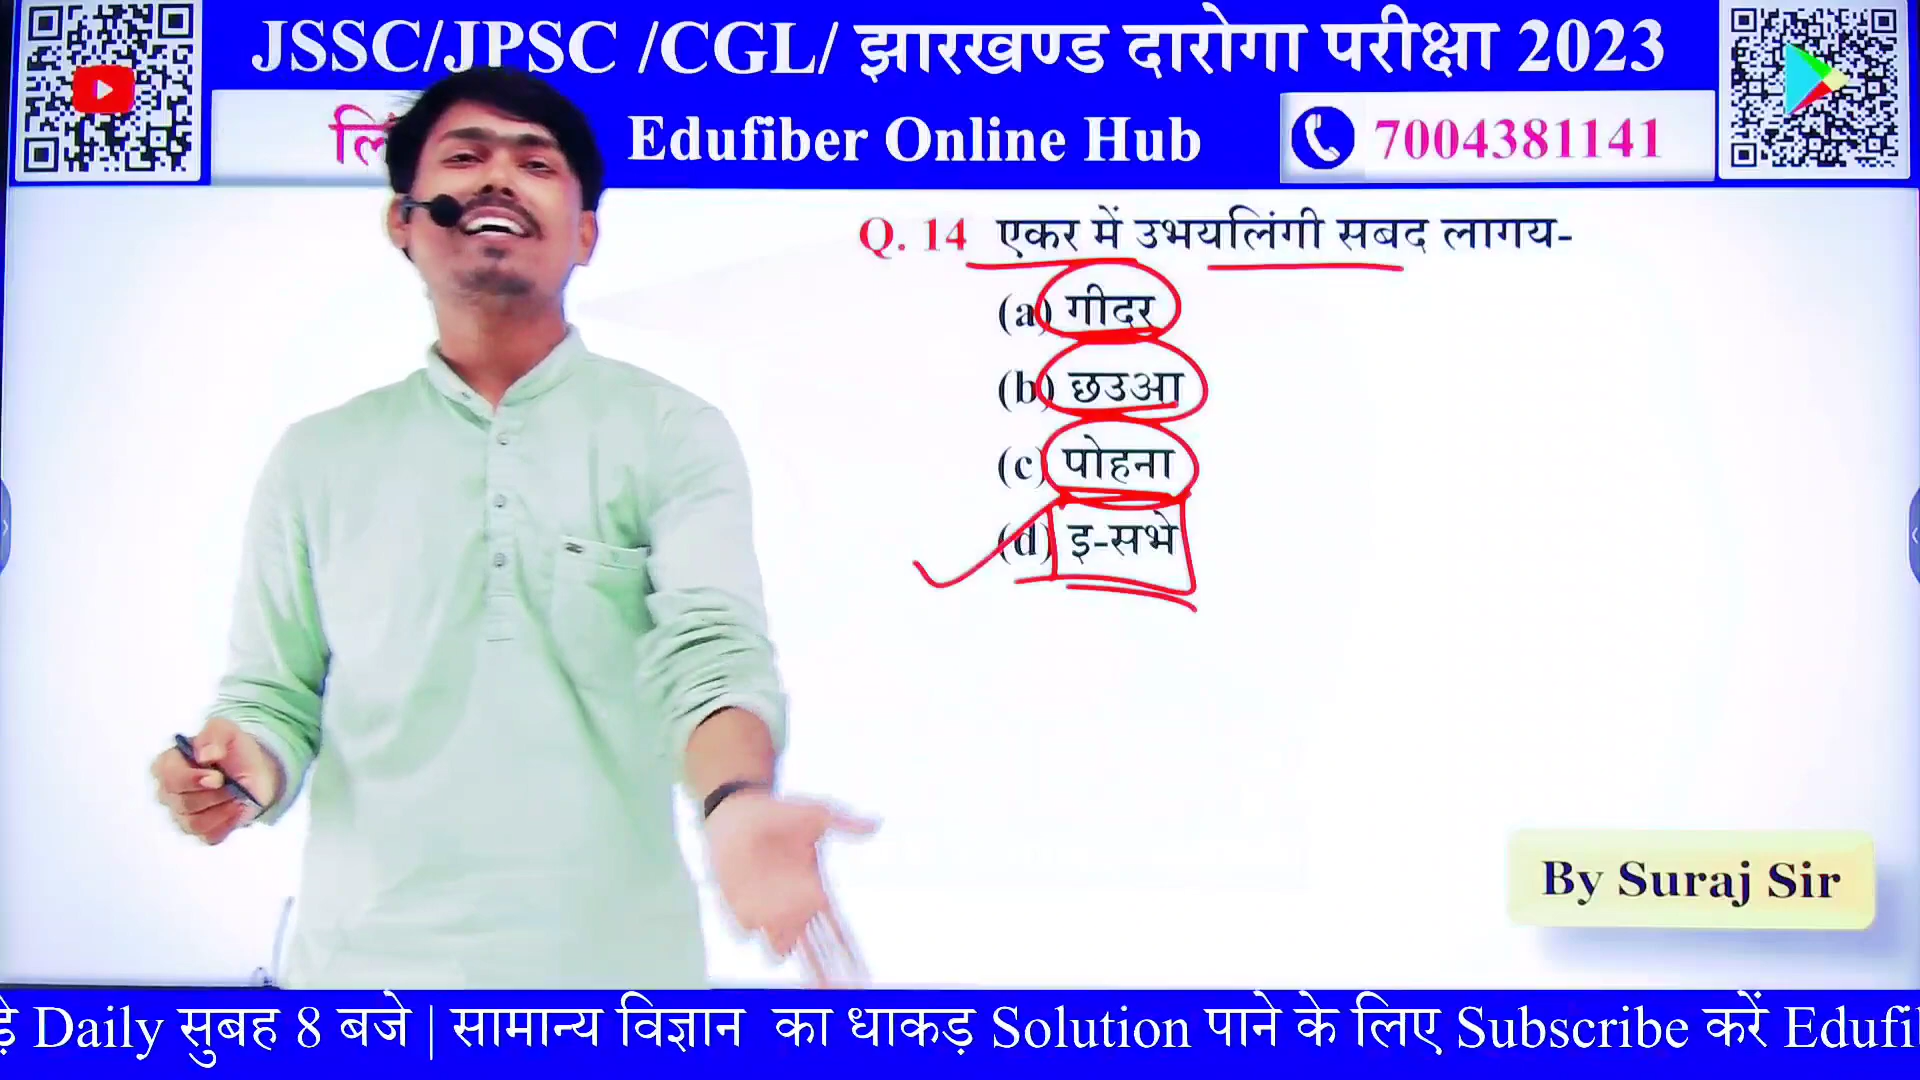 JSSC/JPSC /CGL/ झारखण्ड दारोगा परीक्षा 2023
Edufiber Online Hub
7004381141
Q. 14 एकर में उभयलिंगी सबद लागय-
(a) गीदर
(b) छउआ
(c) पोहना
(d) इ-सभे
By Suraj Sir
Daily सुबह 8 बजे | सामान्य विज्ञान का धाकड़ Solution पाने के लिए Subscribe करें